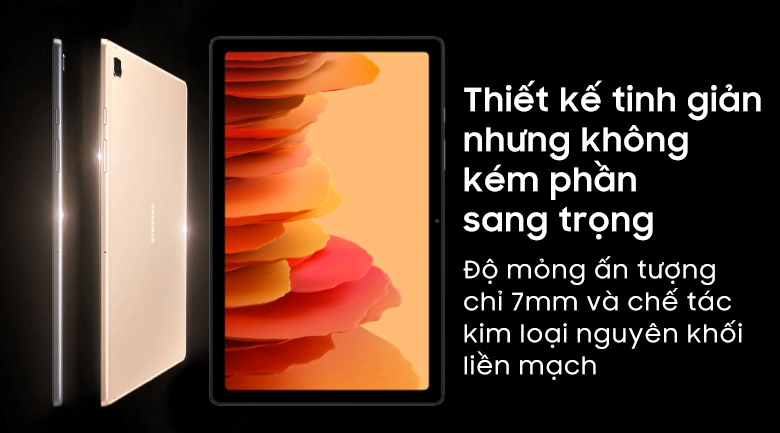 SAMSUNG
Thiết kế tinh giản
nhưng không
kém phần
sang trọng
Độ mỏng ấn tượng
chỉ 7mm và chế tác
kim loại nguyên khối
liền mạch